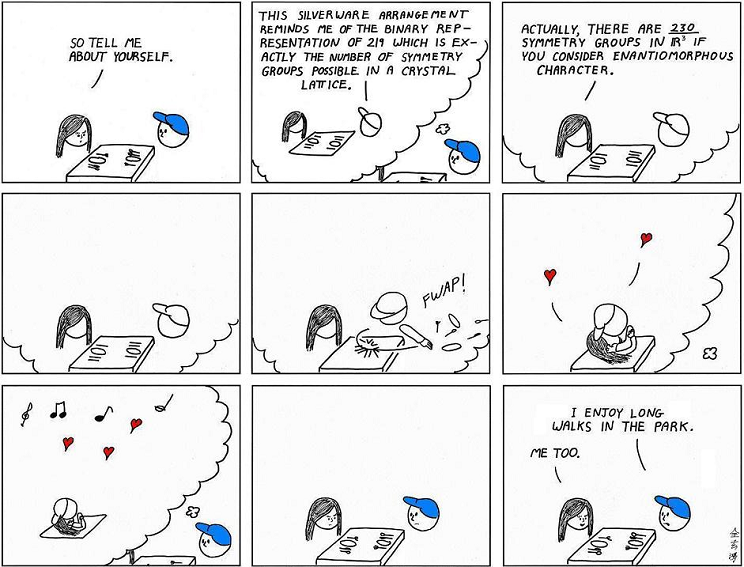 SO TELL ME
ABOUT YOURSELF.
THIS SILVERWARE ARRANGEMENT
REMINDS ME OF THE BINARY REP-
RESENTATION OF 219 WHICH IS EX-
ACTLY THE NUMBER OF SYMMETRY
GROUPS POSSIBLE IN A CRYSTAL
LATTICE.
ACTUALLY, THERE ARE 230
SYMMETRY GROUPS IN ℝ³ IF
YOU CONSIDER ENANTIOMORPHOUS
CHARACTER.
FWAP!
I ENJOY LONG
WALKS IN THE PARK.
ME TOO.